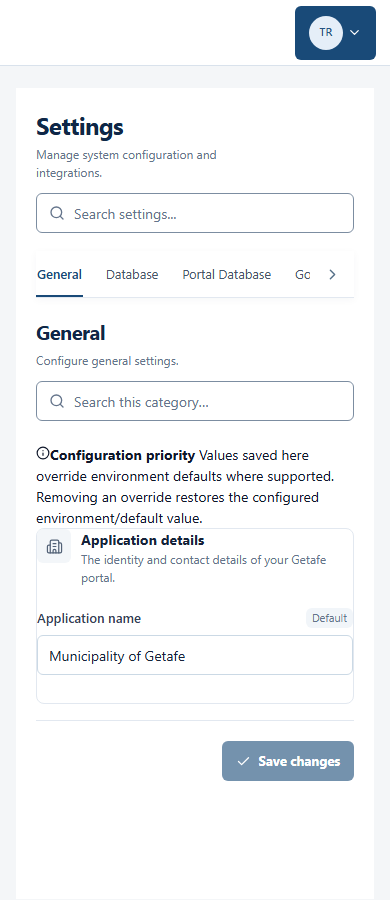 TR
Settings
Manage system configuration and
integrations.
Search settings...
General Database Portal Database Go
General
Configure general settings.
Search this category...
Configuration priority Values saved here
override environment defaults where supported.
Removing an override restores the configured
environment/default value.
Application details
The identity and contact details of your Getafe
portal.
Application name Default
Municipality of Getafe
Save changes